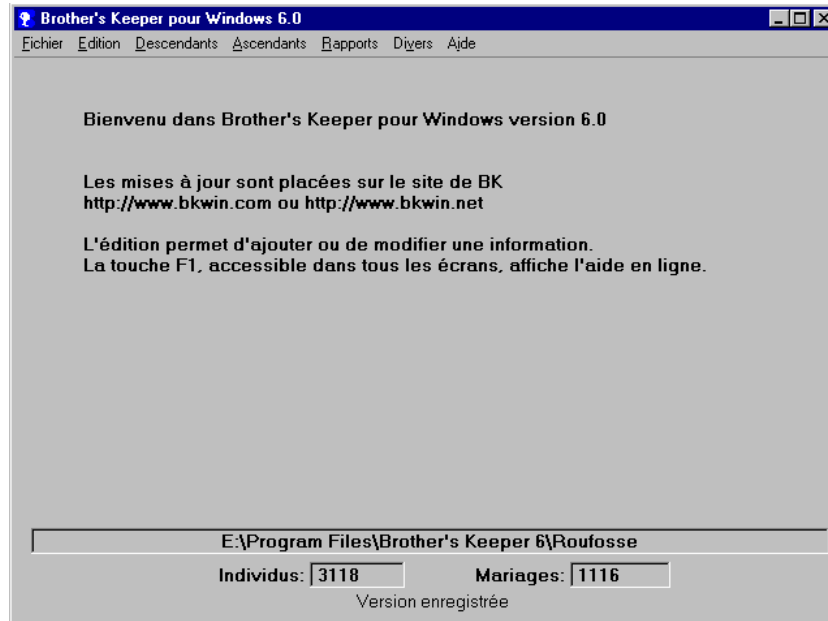 Brother's Keeper pour Windows 6.0
Fichier Edition Descendants Ascendants Rapports Divers Aide
Bienvenu dans Brother's Keeper pour Windows version 6.0
Les mises à jour sont placées sur le site de BK
http://www.bkwin.com ou http://www.bkwin.net
L'édition permet d'ajouter ou de modifier une information.
La touche F1, accessible dans tous les écrans, affiche l'aide en ligne.
E:\Program Files\Brother's Keeper 6\Roufosse
Individus: 3118 Mariages: 1116
Version enregistrée